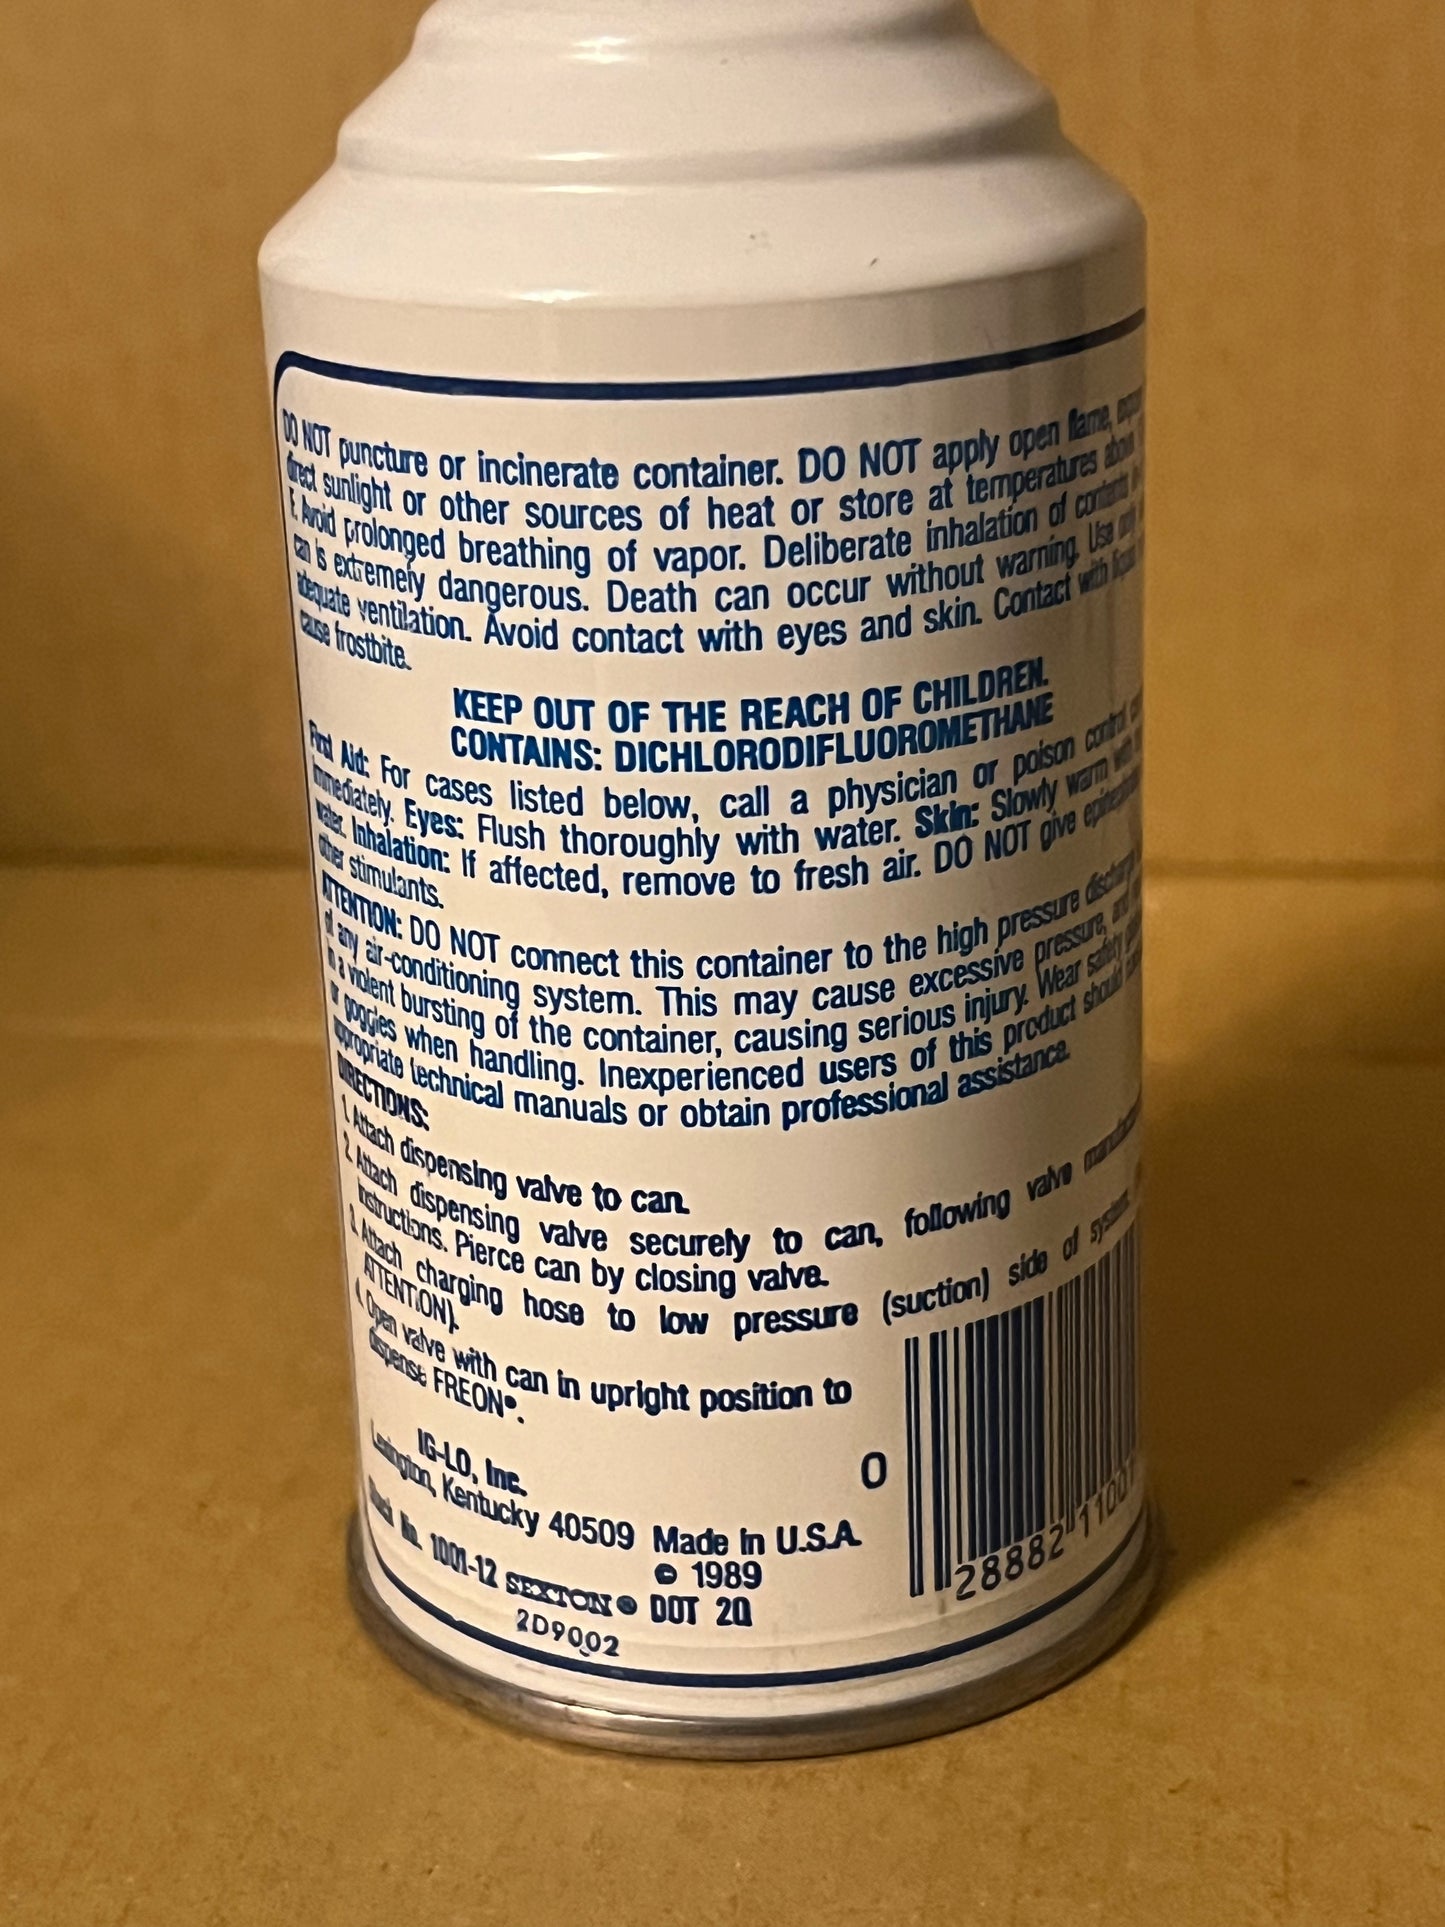 DO NOT puncture or incinerate container. DO NOT apply open flame,
direct sunlight or other sources of heat or store at temperatures above
F. Avoid prolonged breathing of vapor. Deliberate inhalation of contents
can is extremely dangerous. Death can occur without warning. Use only
adequate ventilation. Avoid contact with eyes and skin. Contact with liquid
cause frostbite.
KEEP OUT OF THE REACH OF CHILDREN.
CONTAINS: DICHLORODIFLUOROMETHANE
First Aid: For cases listed below, call a physician or poison control
immediately. Eyes: Flush thoroughly with water. Skin: Slowly warm with
water. Inhalation: If affected, remove to fresh air. DO NOT give
other stimulants.
ATTENTION: DO NOT connect this container to the high pressure
of any air-conditioning system. This may cause excessive pressure, and
in a violent bursting of the container, causing serious injury. Wear safety
or goggles when handling. Inexperienced users of this product should
appropriate technical manuals or obtain professional assistance.
DIRECTIONS:
1. Attach dispensing valve to can.
2. Attach dispensing valve securely to can, following valve
instructions. Pierce can by closing valve.
3. Attach charging hose to low pressure (suction) side of system.
ATTENTION).
4. Open valve with can in upright position to
dispense FREON®.
IG-LO, Inc.
Lexington, Kentucky 40509 Made in U.S.A.
© 1989
Stock No. 1001-12 SEXTON® DOT 2Q
2D9002
0 28882 1100